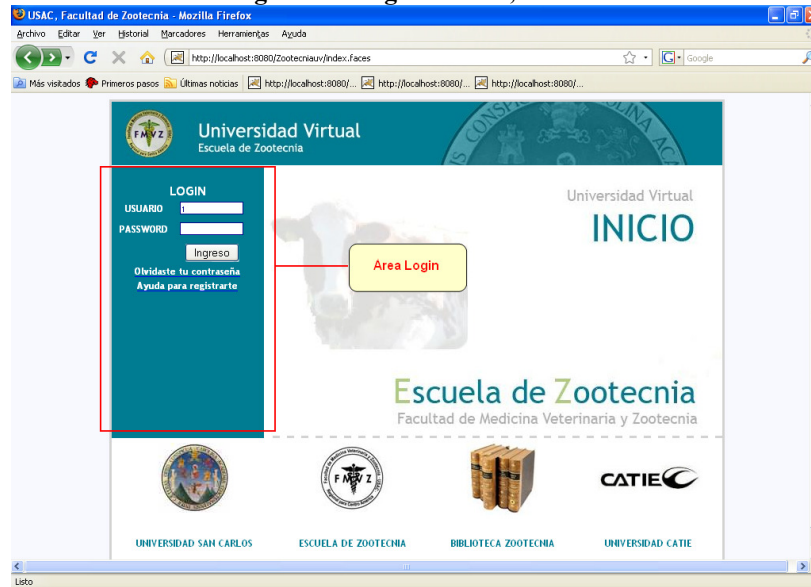 USAC, Facultad de Zootecnia - Mozilla Firefox
Archivo Editar Ver Historial Marcadores Herramientas Ayuda
http://localhost:8080/Zootecniauv/index.faces
Google
Más visitados Primeros pasos Últimas noticias http://localhost:8080/... http://localhost:8080/... http://localhost:8080/...
FMVZ
Universidad Virtual
Escuela de Zootecnia
LOGIN
USUARIO 1
PASSWORD
Ingreso
Olvidaste tu contraseña
Ayuda para registrarte
Area Login
Universidad Virtual
INICIO
Escuela de Zootecnia
Facultad de Medicina Veterinaria y Zootecnia
FMVZ
CATIE
UNIVERSIDAD SAN CARLOS ESCUELA DE ZOOTECNIA BIBLIOTECA ZOOTECNIA UNIVERSIDAD CATIE
Listo